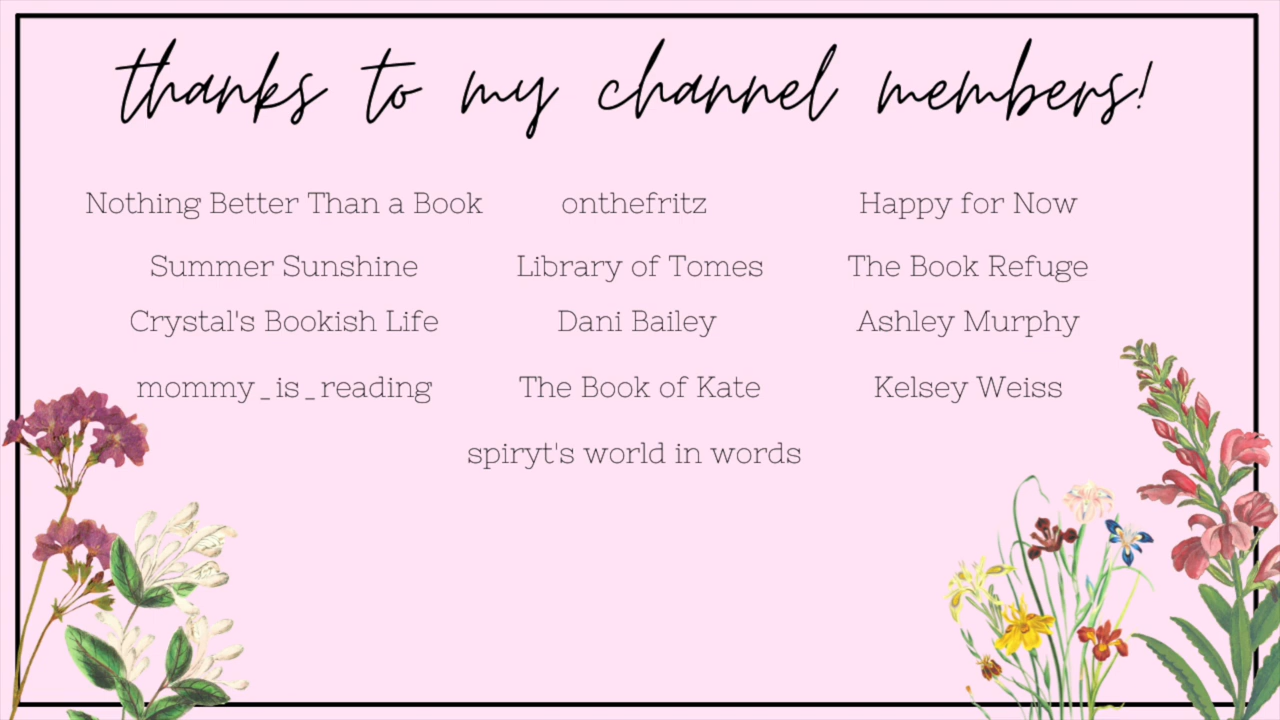 thanks to my channel members!
Nothing Better Than a Book onthefritz Happy for Now
Summer Sunshine Library of Tomes The Book Refuge
Crystal's Bookish Life Dani Bailey Ashley Murphy
mommy_is_reading The Book of Kate Kelsey Weiss
spiryt's world in words